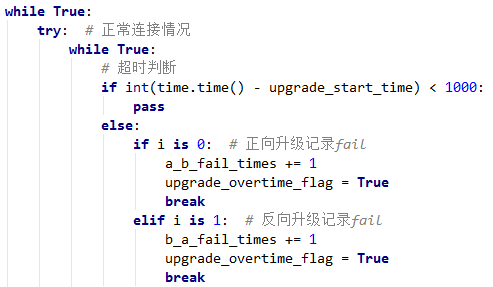 while True:
    try:  # 正常连接情况
        while True:
            # 超时判断
            if int(time.time() - upgrade_start_time) < 1000:
                pass
            else:
                if i is 0:  # 正向升级记录fail
                    a_b_fail_times += 1
                    upgrade_overtime_flag = True
                    break
                elif i is 1:  # 反向升级记录fail
                    b_a_fail_times += 1
                    upgrade_overtime_flag = True
                    break